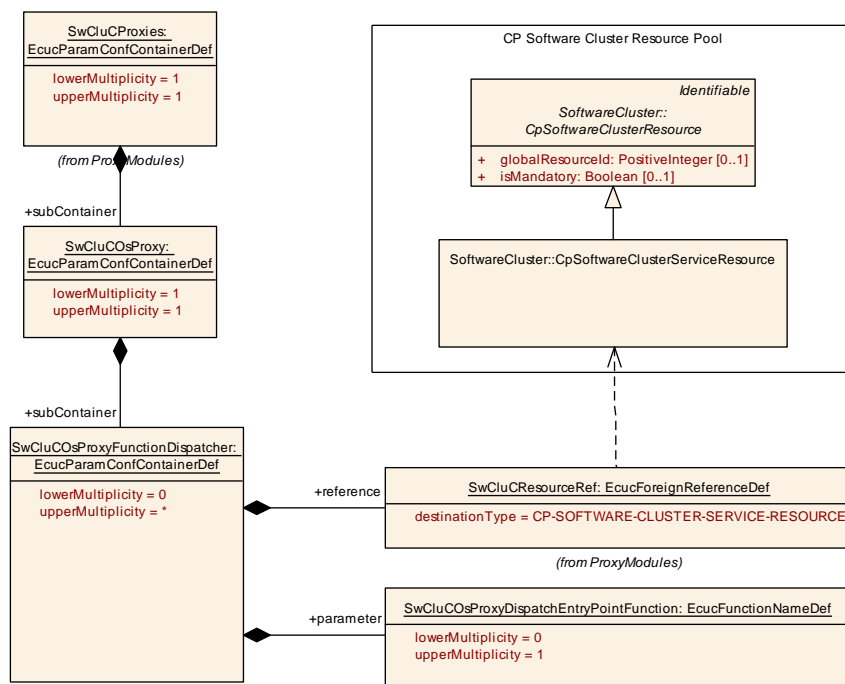 SwCluCProxies:
EcucParamConfContainerDef
lowerMultiplicity = 1
upperMultiplicity = 1
(from ProxyModules)
+subContainer
SwCluCOsProxy:
EcucParamConfContainerDef
lowerMultiplicity = 1
upperMultiplicity = 1
+subContainer
SwCluCOsProxyFunctionDispatcher:
EcucParamConfContainerDef
lowerMultiplicity = 0
upperMultiplicity = *
CP Software Cluster Resource Pool
Identifiable
SoftwareCluster::
CpSoftwareClusterResource
+ globalResourceId: PositiveInteger [0..1]
+ isMandatory: Boolean [0..1]
SoftwareCluster::CpSoftwareClusterServiceResource
+reference
SwCluCResourceRef: EcucForeignReferenceDef
destinationType = CP-SOFTWARE-CLUSTER-SERVICE-RESOURCE
(from ProxyModules)
+parameter
SwCluCOsProxyDispatchEntryPointFunction: EcucFunctionNameDef
lowerMultiplicity = 0
upperMultiplicity = 1